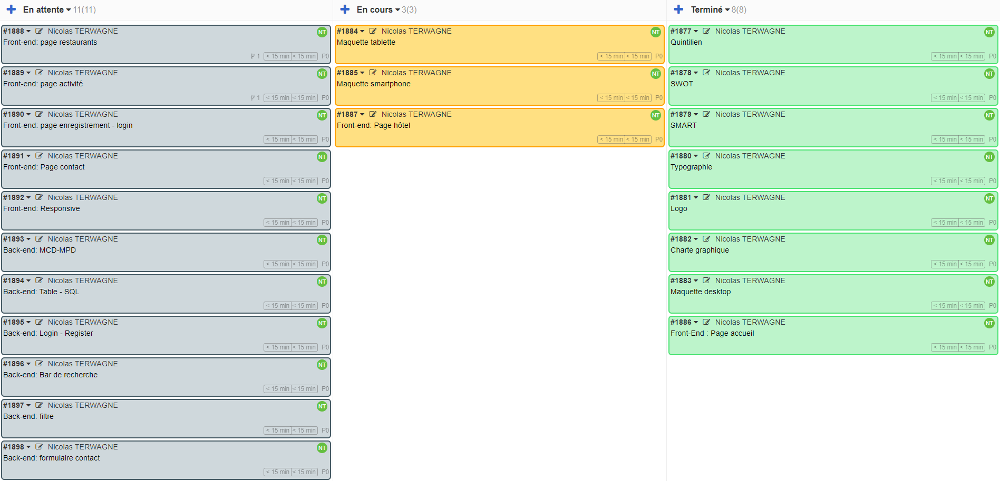 En attente 11(11)
#1888 Nicolas TERWAGNE NT
Front-end: page restaurants
1 < 15 min < 15 min P0
#1889 Nicolas TERWAGNE NT
Front-end: page activité
1 < 15 min < 15 min P0
#1890 Nicolas TERWAGNE NT
Front-end: page enregistrement - login
< 15 min < 15 min P0
#1891 Nicolas TERWAGNE NT
Front-end: Page contact
< 15 min < 15 min P0
#1892 Nicolas TERWAGNE NT
Front-end: Responsive
< 15 min < 15 min P0
#1893 Nicolas TERWAGNE NT
Back-end: MCD-MPD
< 15 min < 15 min P0
#1894 Nicolas TERWAGNE NT
Back-end: Table - SQL
< 15 min < 15 min P0
#1895 Nicolas TERWAGNE NT
Back-end: Login - Register
< 15 min < 15 min P0
#1896 Nicolas TERWAGNE NT
Back-end: Bar de recherche
< 15 min < 15 min P0
#1897 Nicolas TERWAGNE NT
Back-end: filtre
< 15 min < 15 min P0
#1898 Nicolas TERWAGNE NT
Back-end: formulaire contact
< 15 min < 15 min P0
En cours 3(3)
#1884 Nicolas TERWAGNE NT
Maquette tablette
< 15 min < 15 min P0
#1885 Nicolas TERWAGNE NT
Maquette smartphone
< 15 min < 15 min P0
#1887 Nicolas TERWAGNE NT
Front-end: Page hôtel
< 15 min < 15 min P0
Terminé 8(8)
#1877 Nicolas TERWAGNE NT
Quintilien
< 15 min < 15 min P0
#1878 Nicolas TERWAGNE NT
SWOT
< 15 min < 15 min P0
#1879 Nicolas TERWAGNE NT
SMART
< 15 min < 15 min P0
#1880 Nicolas TERWAGNE NT
Typographie
< 15 min < 15 min P0
#1881 Nicolas TERWAGNE NT
Logo
< 15 min < 15 min P0
#1882 Nicolas TERWAGNE NT
Charte graphique
< 15 min < 15 min P0
#1883 Nicolas TERWAGNE NT
Maquette desktop
< 15 min < 15 min P0
#1886 Nicolas TERWAGNE NT
Front-End : Page accueil
< 15 min < 15 min P0